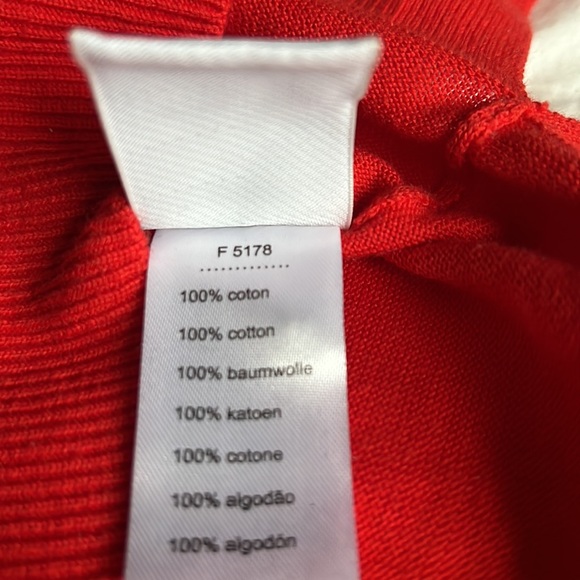 F 5178
.............
100% coton
100% cotton
100% baumwolle
100% katoen
100% cotone
100% algodão
100% algodón